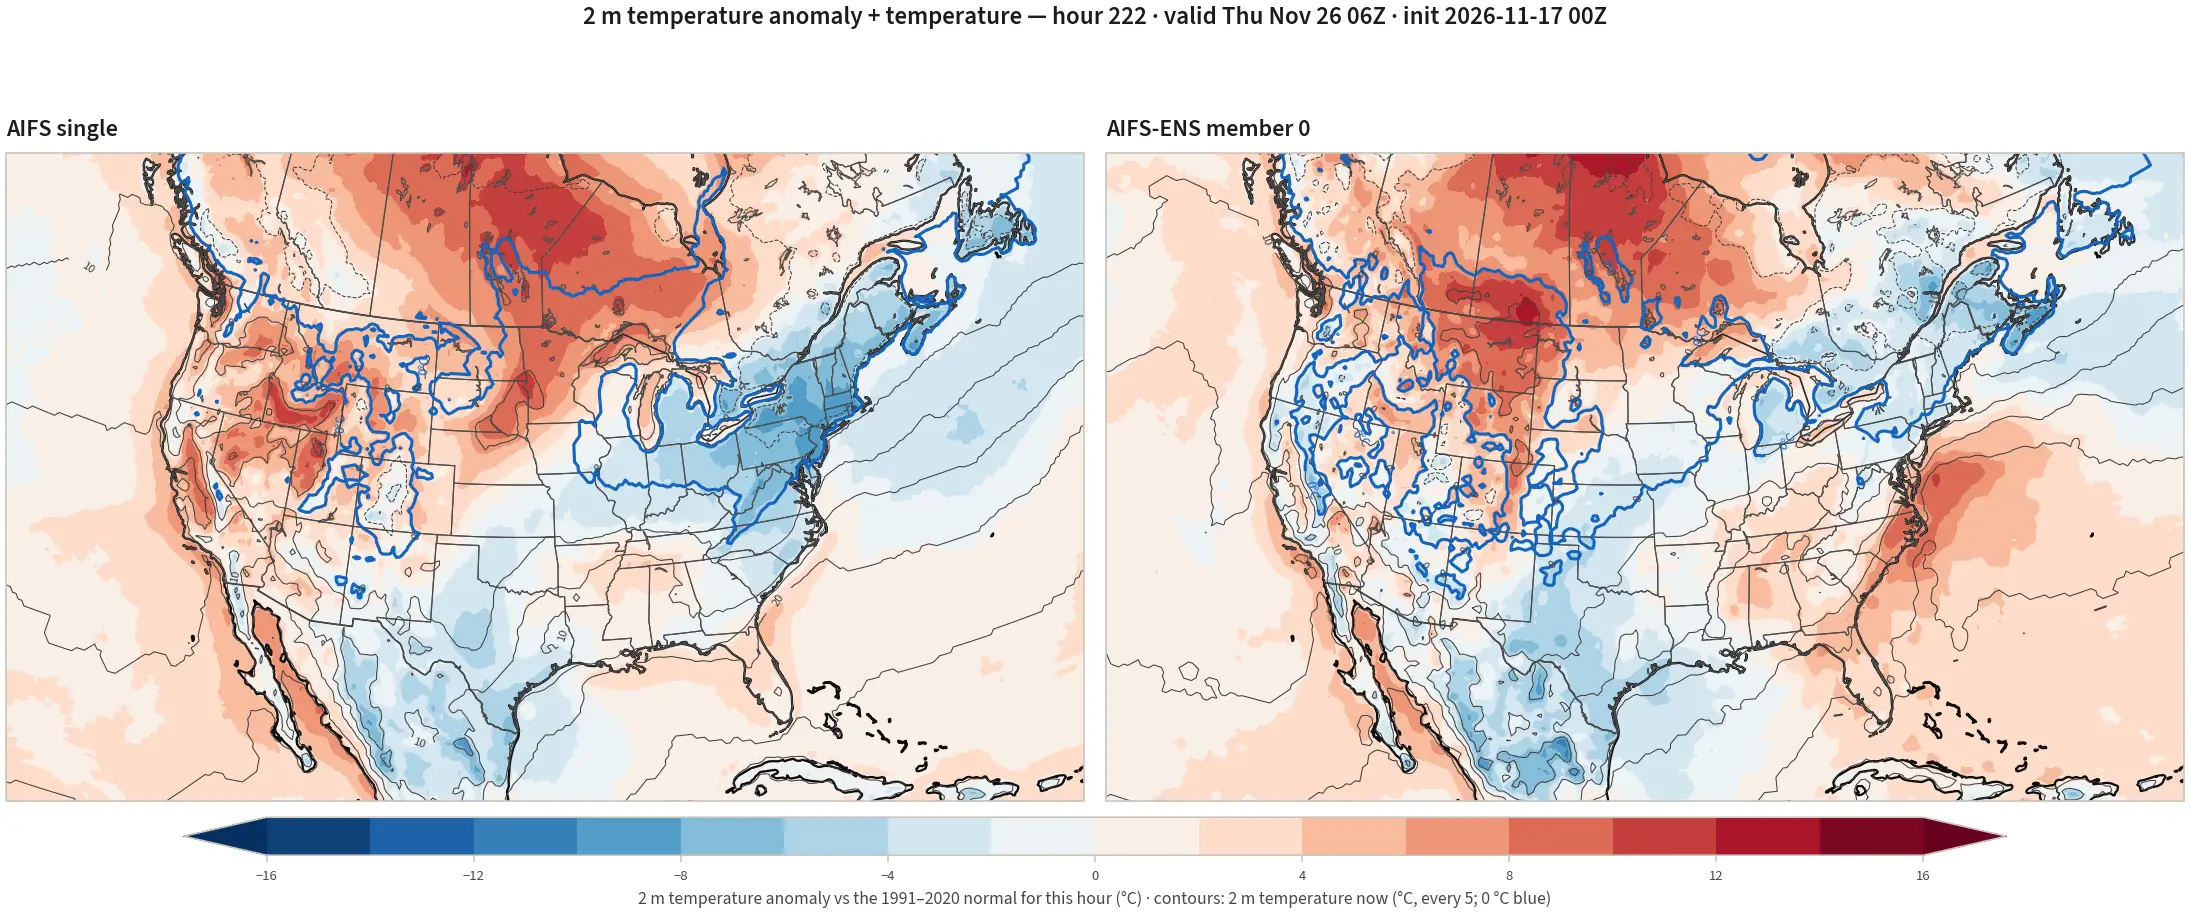 2 m temperature anomaly + temperature — hour 222 · valid Thu Nov 26 06Z · init 2026-11-17 00Z
AIFS single
AIFS-ENS member 0
10
10
10
10
20
−16 −12 −8 −4 0 4 8 12 16
2 m temperature anomaly vs the 1991–2020 normal for this hour (°C) · contours: 2 m temperature now (°C, every 5; 0 °C blue)